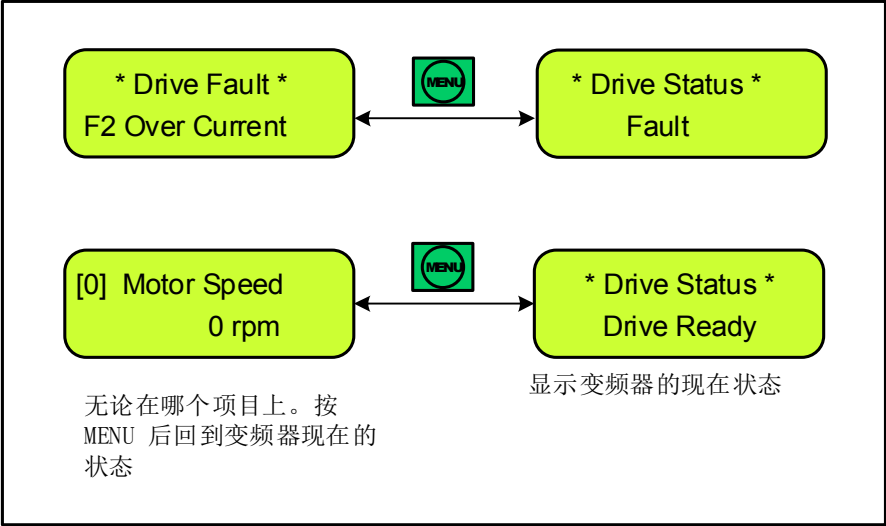 * Drive Fault *
F2 Over Current
MENU
* Drive Status *
Fault
[0] Motor Speed
0 rpm
MENU
* Drive Status *
Drive Ready
无论在哪个项目上。按
MENU 后回到变频器现在的
状态
显示变频器的现在状态